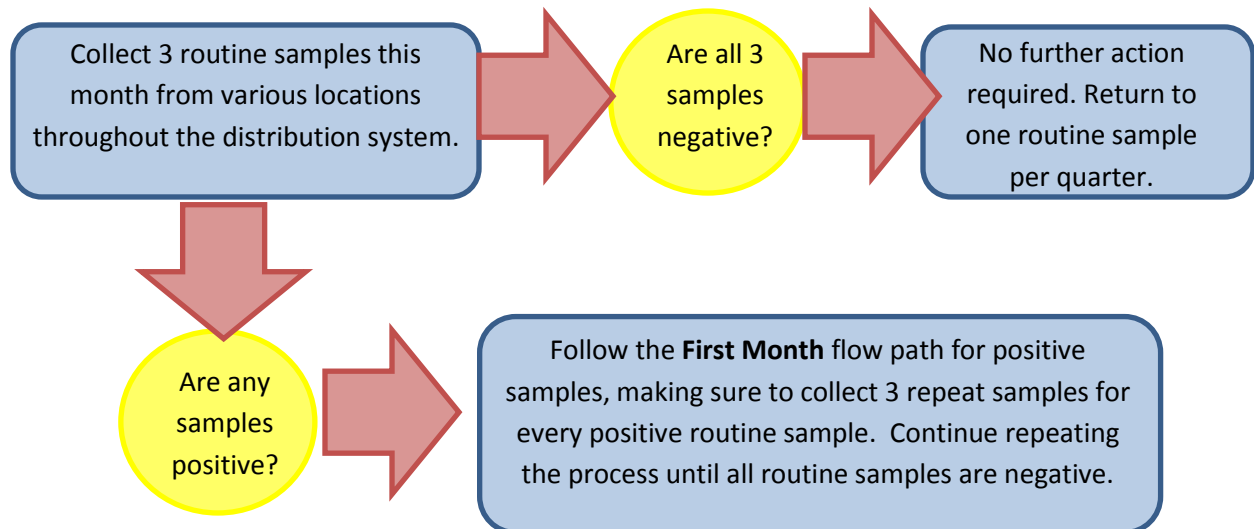 Collect 3 routine samples this
month from various locations
throughout the distribution system.
Are all 3
samples
negative?
No further action
required. Return to
one routine sample
per quarter.
Are any
samples
positive?
Follow the First Month flow path for positive
samples, making sure to collect 3 repeat samples for
every positive routine sample.  Continue repeating
the process until all routine samples are negative.